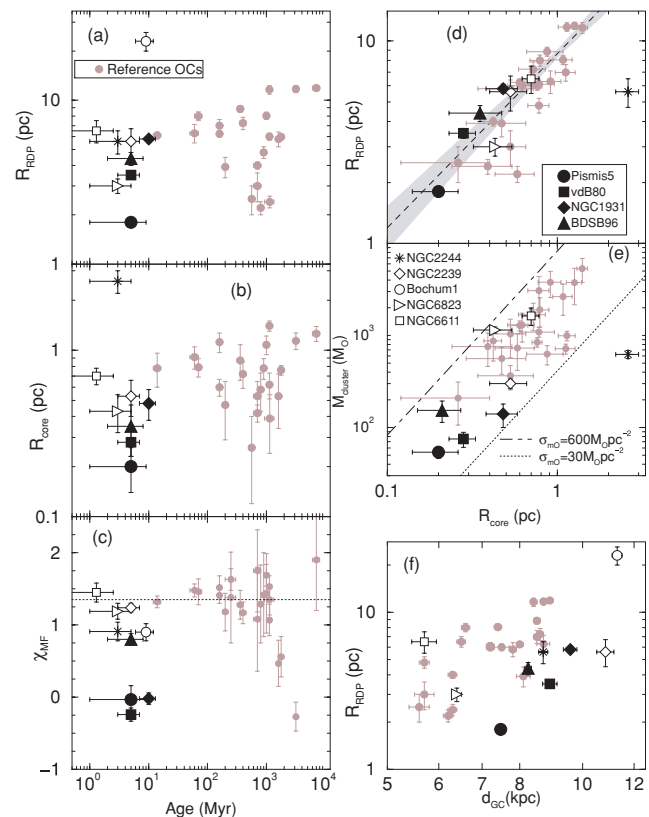 (a)
Reference OCs
R_RDP (pc)
10
1
(b)
R_core (pc)
1
0.1
(c)
χ_MF
2
1
0
−1
10^0 10^1 10^2 10^3 10^4
Age (Myr)
(d)
R_RDP (pc)
10
1
Pismis5
vdB80
NGC1931
BDSB96
(e)
NGC2244
NGC2239
Bochum1
NGC6823
NGC6611
M_cluster (M_O)
10^3
10^2
σ_mO=600M_Opc^−2
σ_mO=30M_Opc^−2
0.1 1
R_core (pc)
(f)
R_RDP (pc)
10
1
5 6 7 8 9 10 11 12
d_GC(kpc)